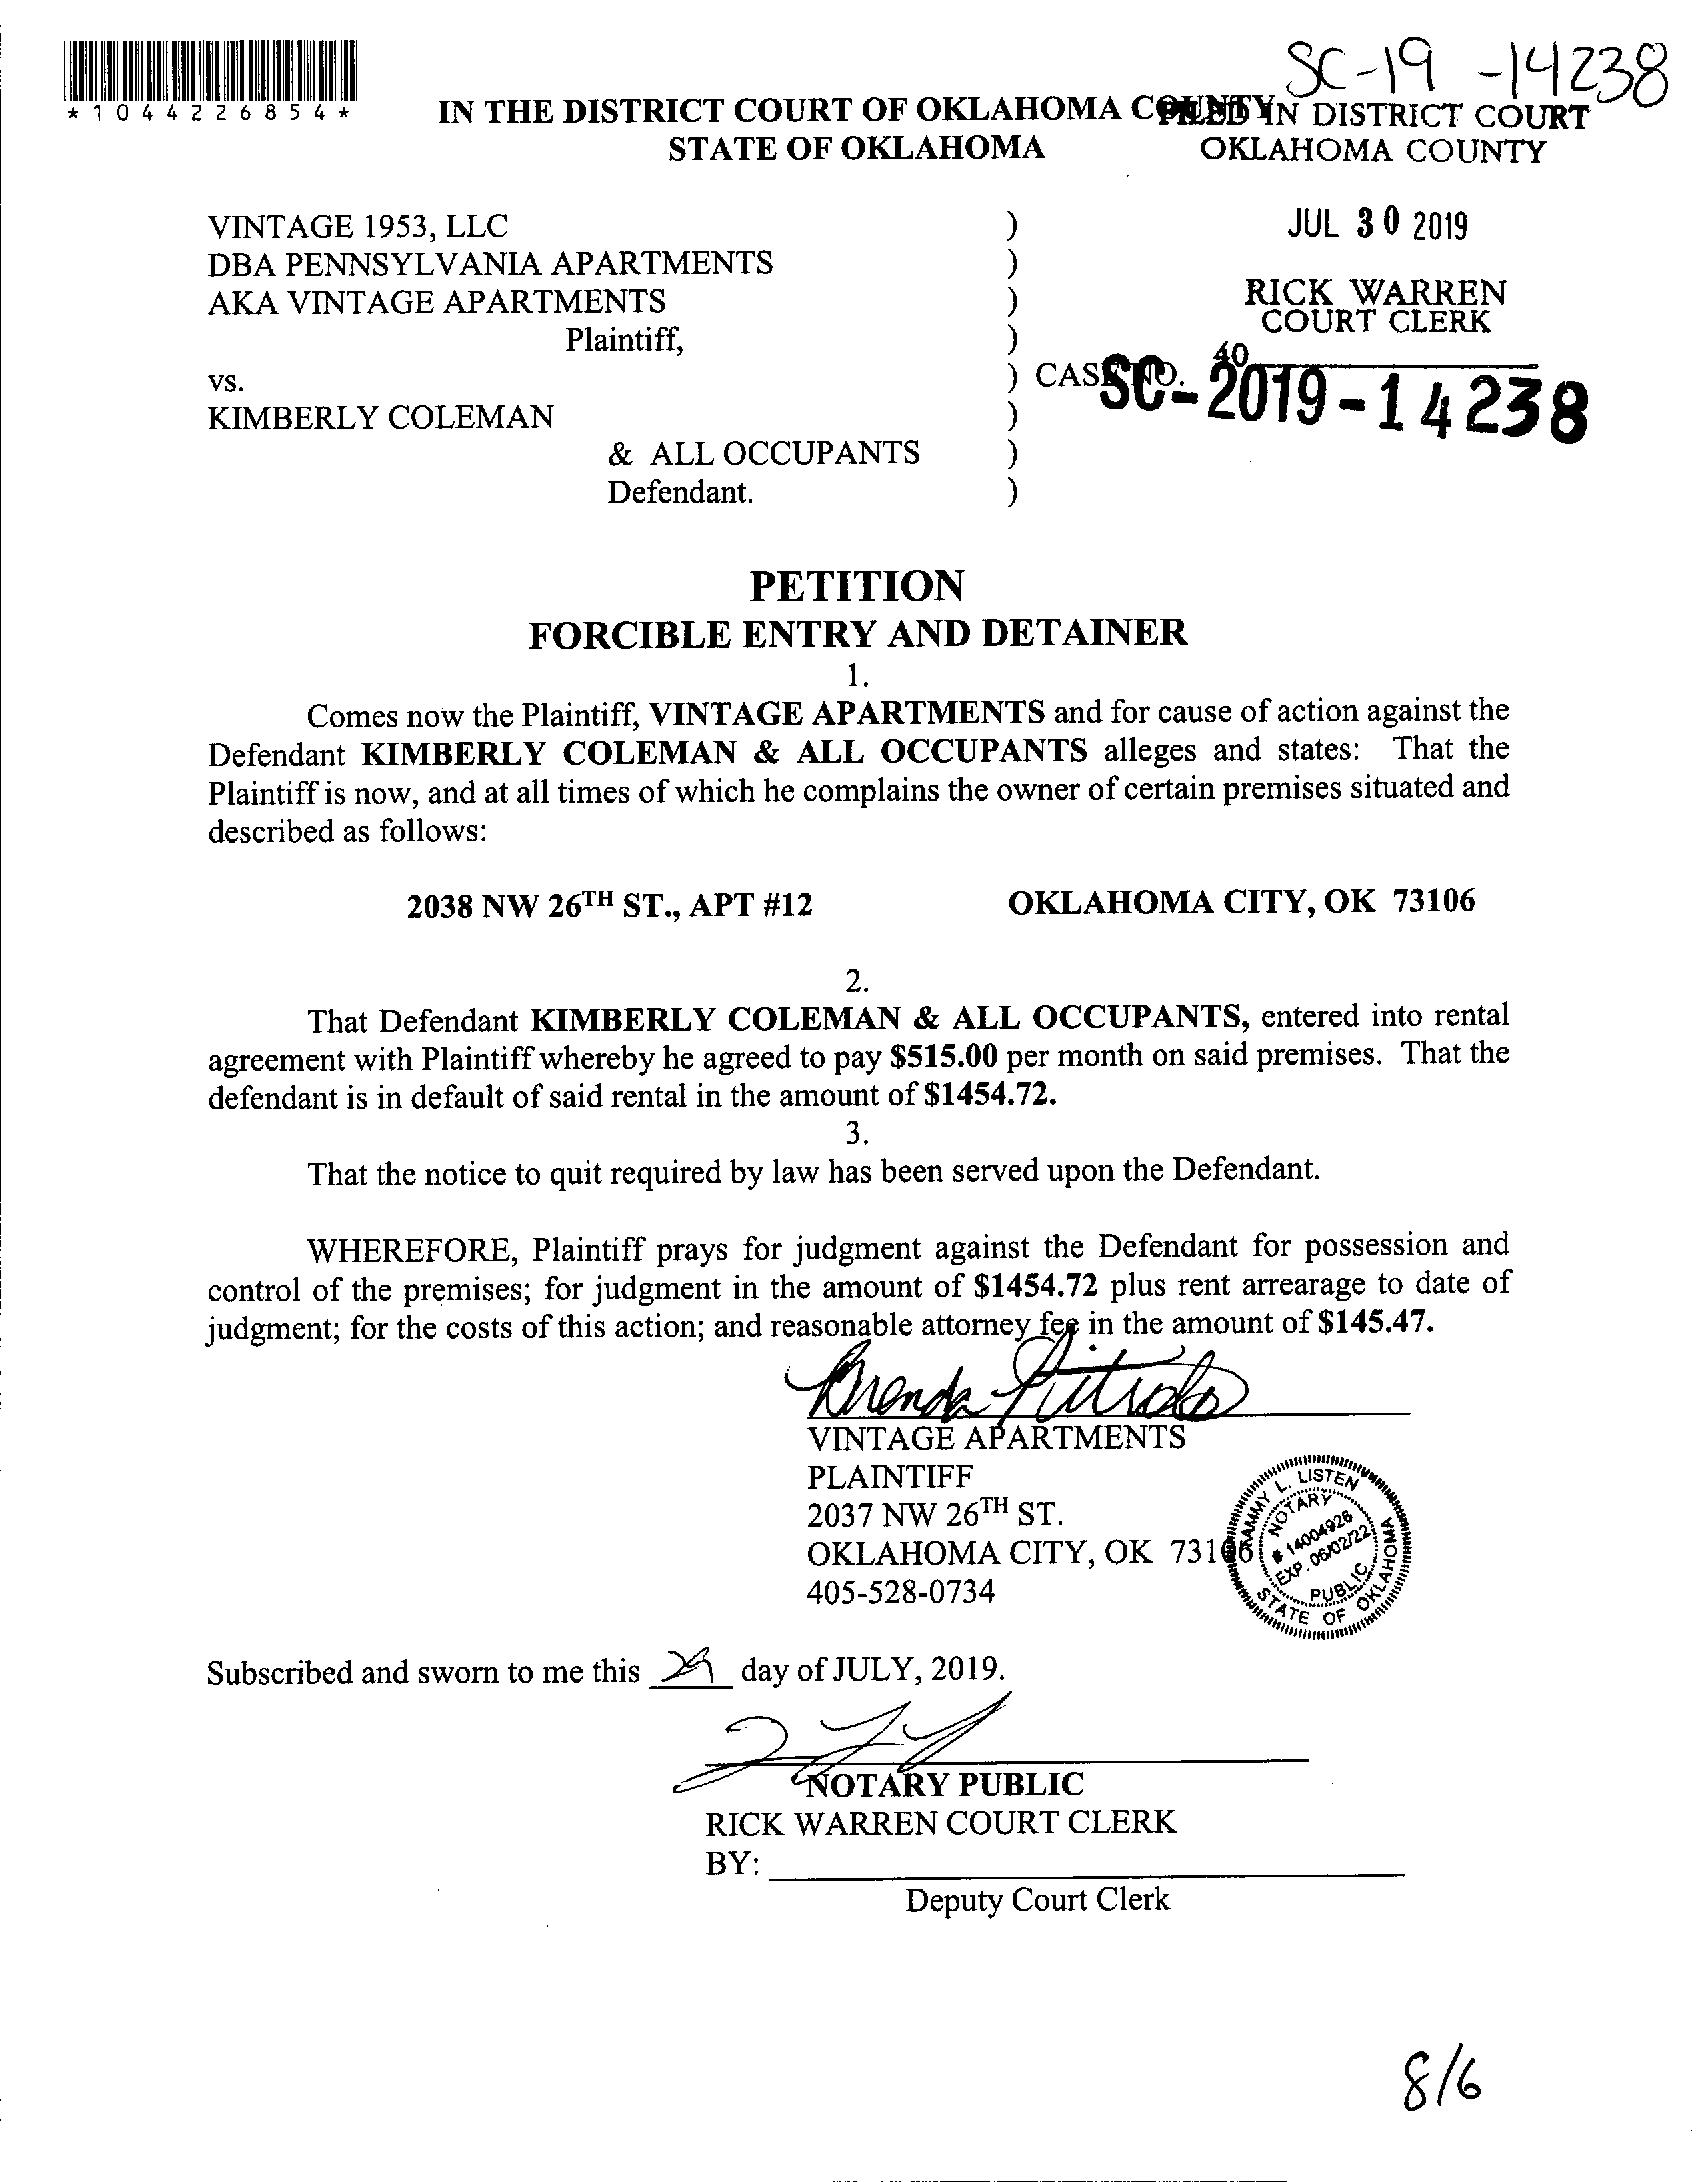 SC-19 -14238
*1044226854*
IN THE DISTRICT COURT OF OKLAHOMA COUNTY
STATE OF OKLAHOMA
FILED IN DISTRICT COURT
OKLAHOMA COUNTY
JUL 30 2019
RICK WARREN
COURT CLERK
40
VINTAGE 1953, LLC )
DBA PENNSYLVANIA APARTMENTS )
AKA VINTAGE APARTMENTS )
Plaintiff, )
vs. ) CASE NO. SC-2019-14238
KIMBERLY COLEMAN )
& ALL OCCUPANTS )
Defendant. )
PETITION
FORCIBLE ENTRY AND DETAINER
1.
Comes now the Plaintiff, VINTAGE APARTMENTS and for cause of action against the
Defendant KIMBERLY COLEMAN & ALL OCCUPANTS alleges and states: That the
Plaintiff is now, and at all times of which he complains the owner of certain premises situated and
described as follows:
2038 NW 26TH ST., APT #12 OKLAHOMA CITY, OK 73106
2.
That Defendant KIMBERLY COLEMAN & ALL OCCUPANTS, entered into rental
agreement with Plaintiff whereby he agreed to pay $515.00 per month on said premises. That the
defendant is in default of said rental in the amount of $1454.72.
3.
That the notice to quit required by law has been served upon the Defendant.
WHEREFORE, Plaintiff prays for judgment against the Defendant for possession and
control of the premises; for judgment in the amount of $1454.72 plus rent arrearage to date of
judgment; for the costs of this action; and reasonable attorney fee in the amount of $145.47.
Brenda
VINTAGE APARTMENTS
PLAINTIFF
2037 NW 26TH ST.
OKLAHOMA CITY, OK 73106
405-528-0734
TAMMY L. LISTEN
NOTARY
# 14004926
EXP. 06/02/22
PUBLIC
STATE OF OKLAHOMA
Subscribed and sworn to me this 29 day of JULY, 2019.
NOTARY PUBLIC
RICK WARREN COURT CLERK
BY:
Deputy Court Clerk
8/6